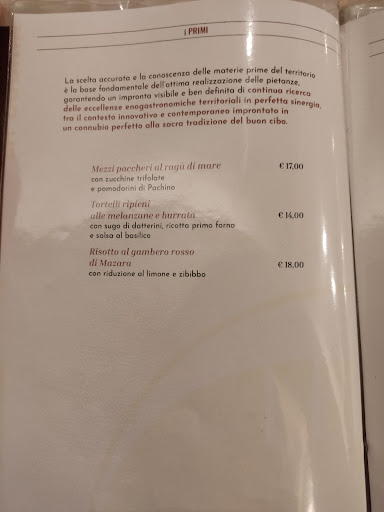 i PRIMI
La scelta accurata e la conoscenza delle materie prime del territorio
è la base fondamentale dell'ottima realizzazione delle pietanze,
garantendo un impronta visibile e ben definita di continua ricerca
delle eccellenze enogastronomiche territoriali in perfetta sinergia,
tra il contesto innovativo e contemporaneo improntato in
un connubio perfetto alla sacra tradizione del buon cibo.
Mezzi paccheri al ragù di mare € 17,00
con zucchine trifolate
e pomodorini di Pachino
Tortelli ripieni
alle melanzane e burrata € 14,00
con sugo di datterini, ricotta primo forno
e salsa al basilico
Risotto al gambero rosso
di Mazara € 18,00
con riduzione al limone e zibibbo